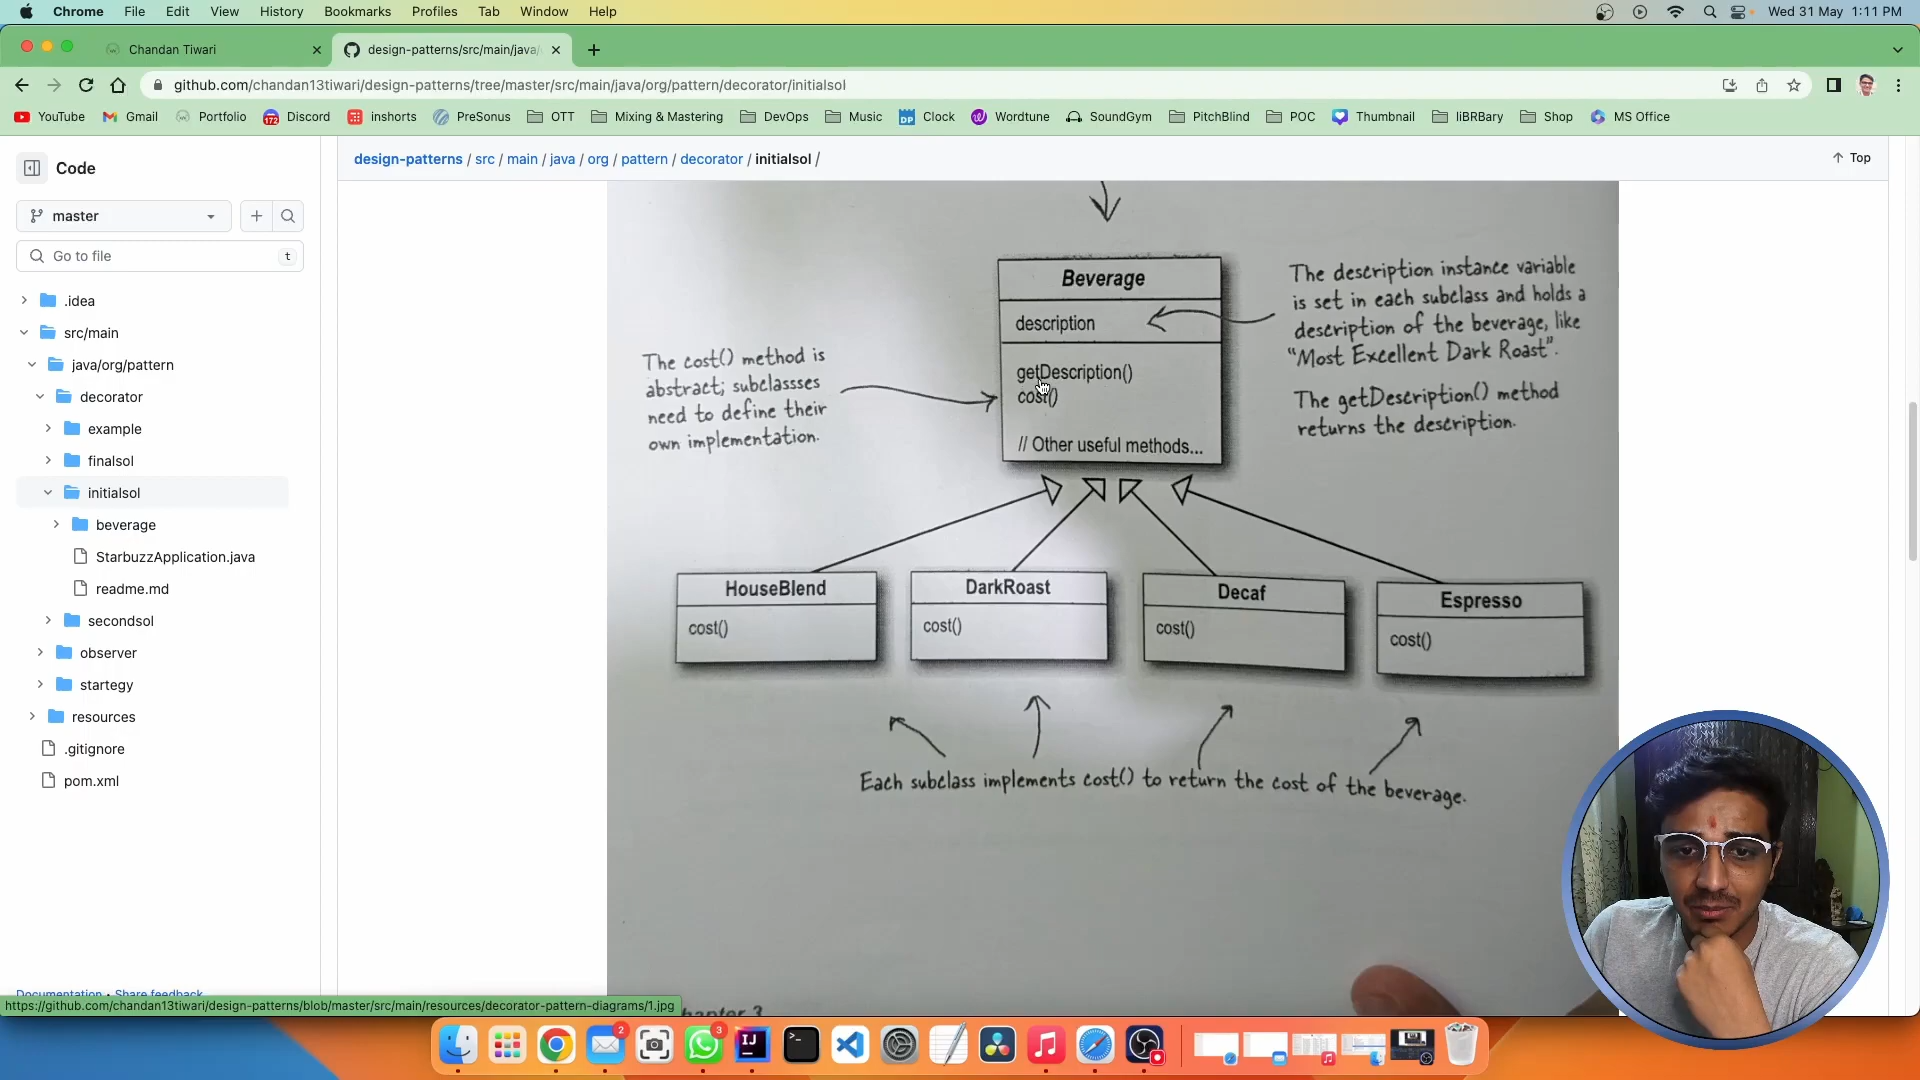 Chrome File Edit View History Bookmarks Profiles Tab Window Help Wed 31 May 1:11 PM
Chandan Tiwari design-patterns/src/main/java/
github.com/chandan13tiwari/design-patterns/tree/master/src/main/java/org/pattern/decorator/initialsol
YouTube Gmail Portfolio 172 Discord inshorts PreSonus OTT Mixing & Mastering DevOps Music DP Clock Wordtune SoundGym PitchBlind POC Thumbnail liBRBary Shop MS Office
Code
design-patterns / src / main / java / org / pattern / decorator / initialsol /
Top
master
Go to file t
.idea
src/main
java/org/pattern
decorator
example
finalsol
initialsol
beverage
StarbuzzApplication.java
readme.md
secondsol
observer
startegy
resources
.gitignore
pom.xml
Documentation • Share feedback
Beverage
description
getDescription()
cost()
// Other useful methods...
The cost() method is
abstract; subclassses
need to define their
own implementation.
The description instance variable
is set in each subclass and holds a
description of the beverage, like
“Most Excellent Dark Roast”.
The getDescription() method
returns the description.
HouseBlend
cost()
DarkRoast
cost()
Decaf
cost()
Espresso
cost()
Each subclass implements cost() to return the cost of the beverage.
https://github.com/chandan13tiwari/design-patterns/blob/master/src/main/resources/decorator-pattern-diagrams/1.jpg
2
3
IJ